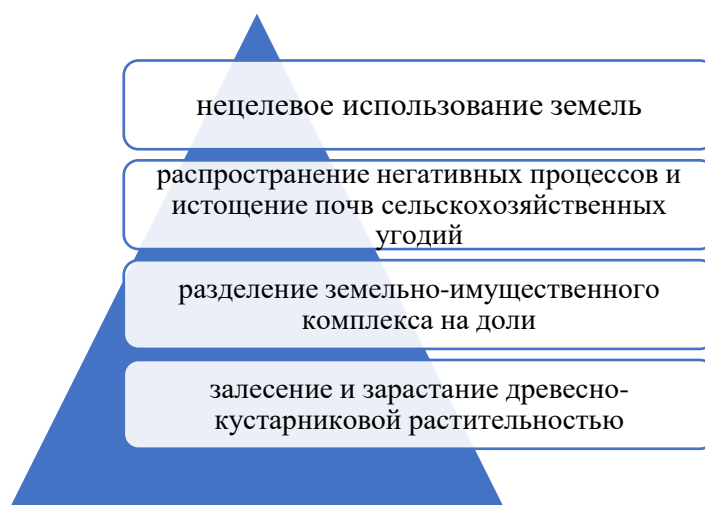 нецелевое использование земель
распространение негативных процессов и
истощение почв сельскохозяйственных
угодий
разделение земельно-имущественного
комплекса на доли
залесение и зарастание древесно-
кустарниковой растительностью